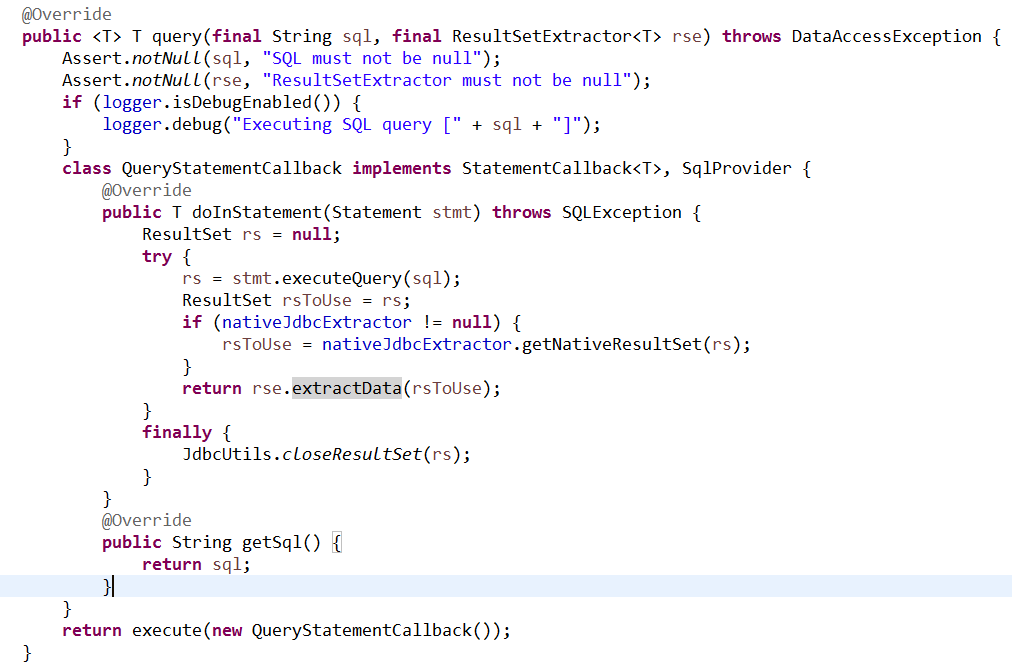 @Override
public <T> T query(final String sql, final ResultSetExtractor<T> rse) throws DataAccessException {
    Assert.notNull(sql, "SQL must not be null");
    Assert.notNull(rse, "ResultSetExtractor must not be null");
    if (logger.isDebugEnabled()) {
        logger.debug("Executing SQL query [" + sql + "]");
    }
    class QueryStatementCallback implements StatementCallback<T>, SqlProvider {
        @Override
        public T doInStatement(Statement stmt) throws SQLException {
            ResultSet rs = null;
            try {
                rs = stmt.executeQuery(sql);
                ResultSet rsToUse = rs;
                if (nativeJdbcExtractor != null) {
                    rsToUse = nativeJdbcExtractor.getNativeResultSet(rs);
                }
                return rse.extractData(rsToUse);
            }
            finally {
                JdbcUtils.closeResultSet(rs);
            }
        }
        @Override
        public String getSql() {
            return sql;
        }
    }
    return execute(new QueryStatementCallback());
}